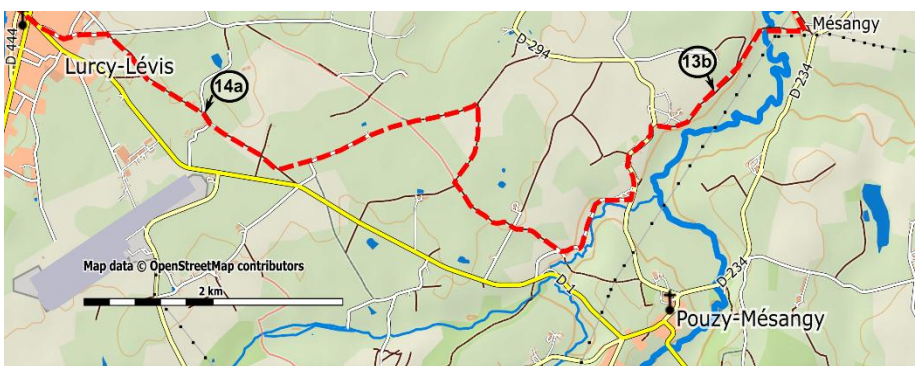 Mésangy
D-444
D-294
13b
Lurcy-Lévis
14a
D-234
Map data © OpenStreetMap contributors
2 km
D-1
D-234
Pouzy-Mésangy